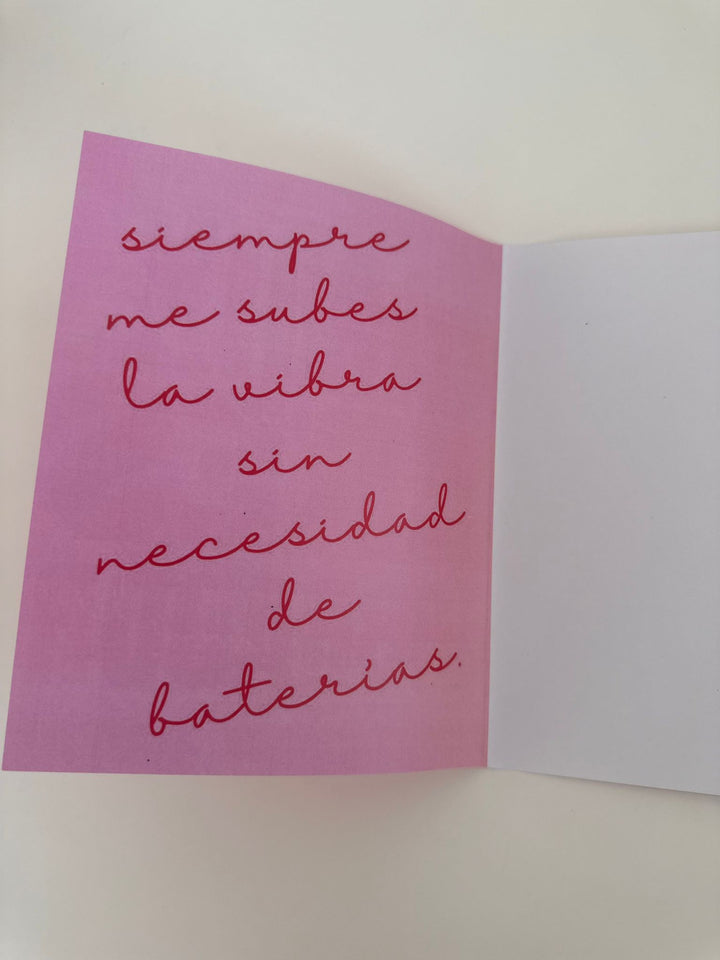 siempre
me subes
la vibra
sin
necesidad
de
baterías.